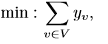 min : ∑_{v∈V} y_v,